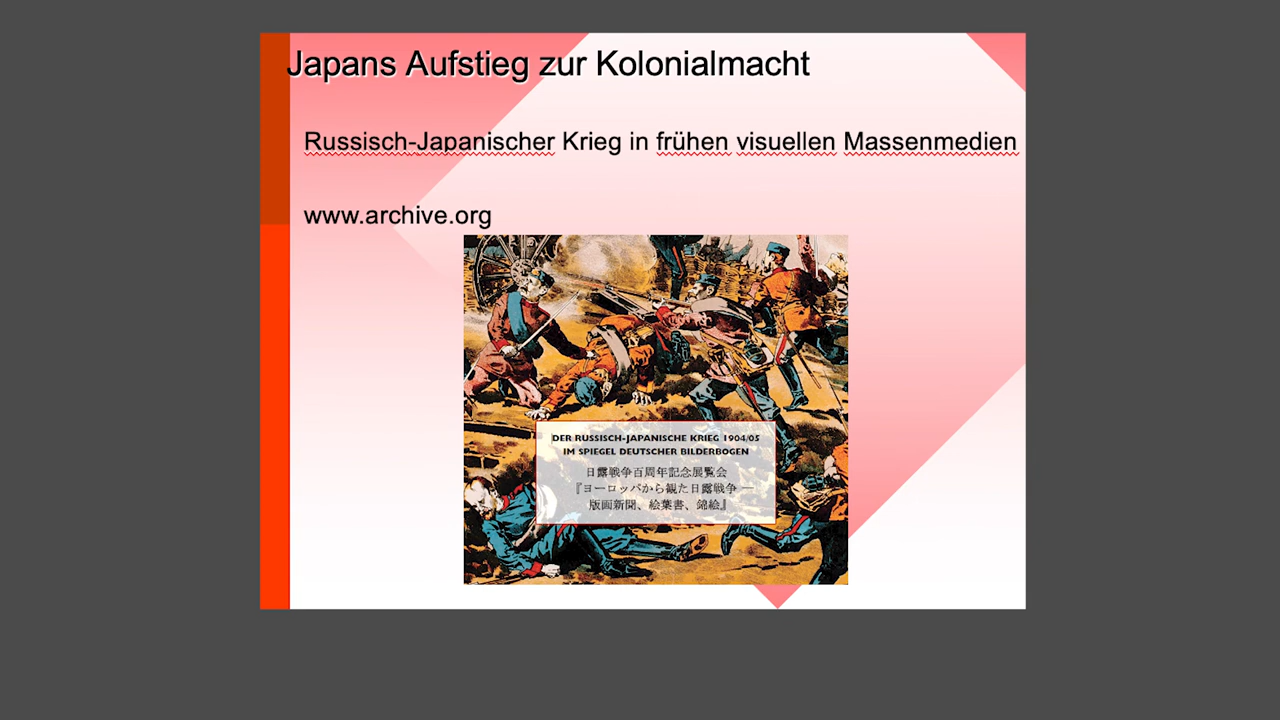 Japans Aufstieg zur Kolonialmacht
Russisch-Japanischer Krieg in frühen visuellen Massenmedien
www.archive.org
DER RUSSISCH-JAPANISCHE KRIEG 1904/05
IM SPIEGEL DEUTSCHER BILDERBOGEN
日露戦争百周年記念展覧会
『ヨーロッパから観た日露戦争 —
版画新聞、絵葉書、錦絵』